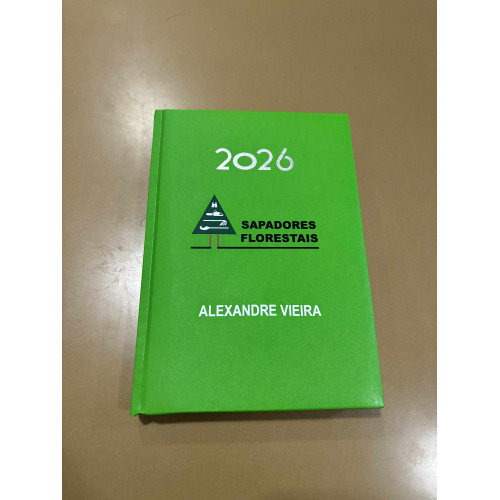 2026
SAPADORES
FLORESTAIS
ALEXANDRE VIEIRA